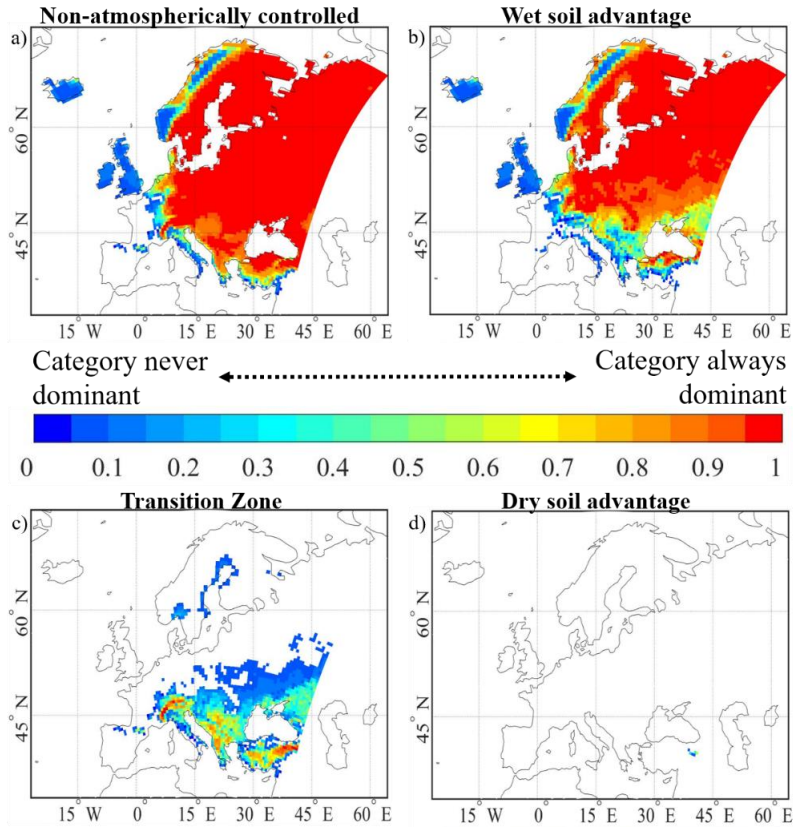 Non-atmospherically controlled
Wet soil advantage
a)
b)
60° N
45° N
60° N
45° N
15° W 0° 15° E 30° E 45° E 60° E
15° W 0° 15° E 30° E 45° E 60° E
Category never
dominant
Category always
dominant
0 0.1 0.2 0.3 0.4 0.5 0.6 0.7 0.8 0.9 1
Transition Zone
Dry soil advantage
c)
d)
60° N
45° N
60° N
45° N
15° W 0° 15° E 30° E 45° E 60° E
15° W 0° 15° E 30° E 45° E 60° E